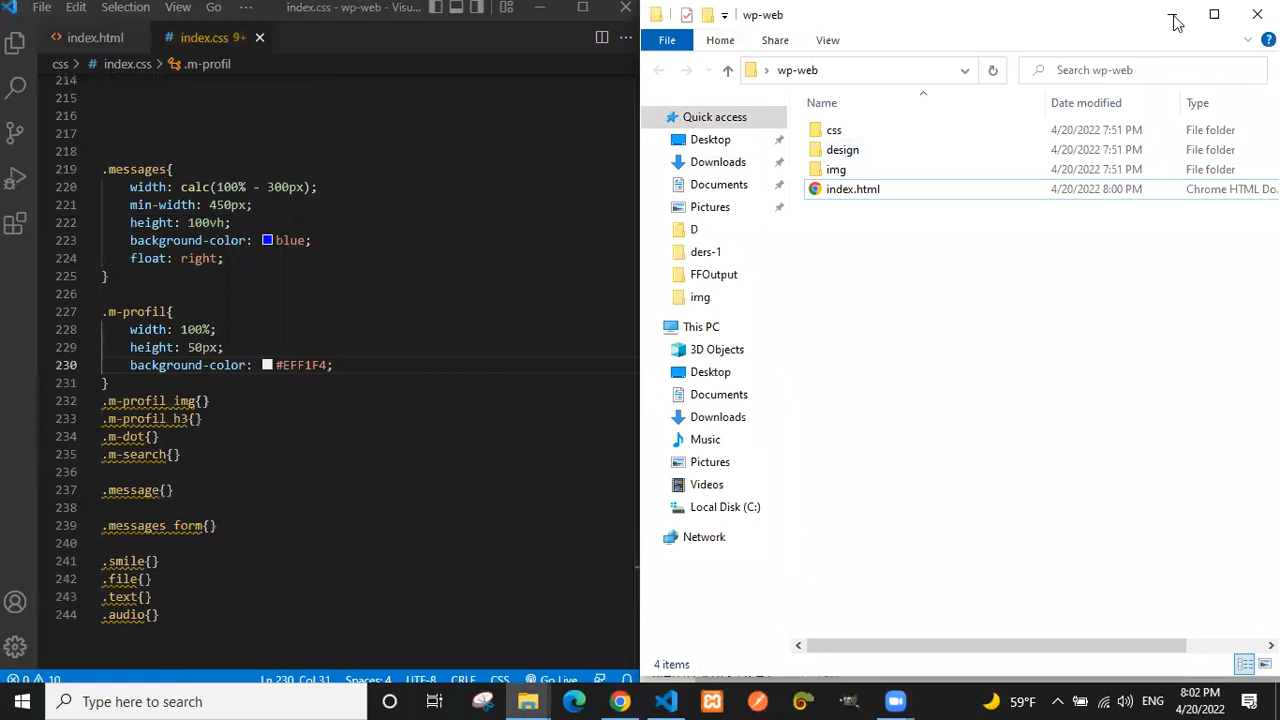 File Edit Selection View Go ··· index.css - wp-web - Visu...
index.html
index.css 9+
css > index.css > .m-profil
214
215
216
217
218
219 .messages{
220 width: calc(100% - 300px);
221 min-width: 450px;
222 height: 100vh;
223 background-color: blue;
224 float: right;
225 }
226
227 .m-profil{
228 width: 100%;
229 height: 50px;
230 background-color: #EFF1F4;
231 }
232 .m-profil img{}
233 .m-profil h3{}
234 .m-dot{}
235 .m-search{}
236
237 .message{}
238
239 .messages form{}
240
241 .smile{}
242 .file{}
243 .text{}
244 .audio{}
0 10 Ln 230, Col 31 Spaces: 4 UTF-8 CRLF CSS Go Live
wp-web
File Home Share View
wp-web
Search wp-web
Name Date modified Type
css 4/20/2022 7:51 PM File folder
design 4/20/2022 7:51 PM File folder
img 4/20/2022 7:51 PM File folder
index.html 4/20/2022 8:00 PM Chrome HTML Do...
Quick access
Desktop
Downloads
Documents
Pictures
D
ders-1
FFOutput
img
This PC
3D Objects
Desktop
Documents
Downloads
Music
Pictures
Videos
Local Disk (C:)
Network
4 items
Type here to search
59°F
ENG
8:02 PM
4/20/2022